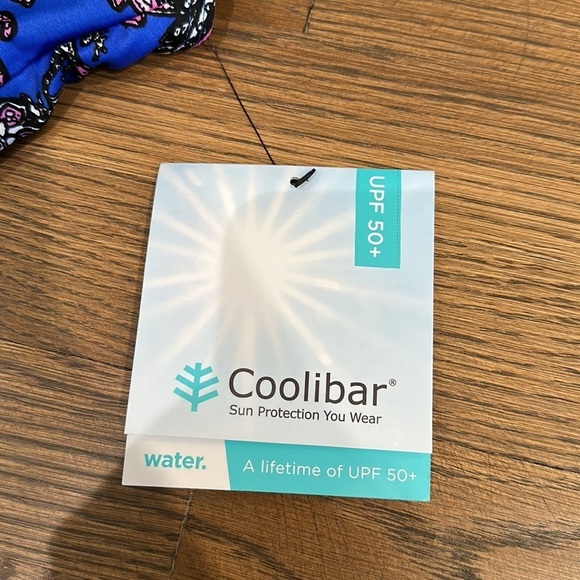 UPF 50+
Coolibar®
Sun Protection You Wear
water.
A lifetime of UPF 50+